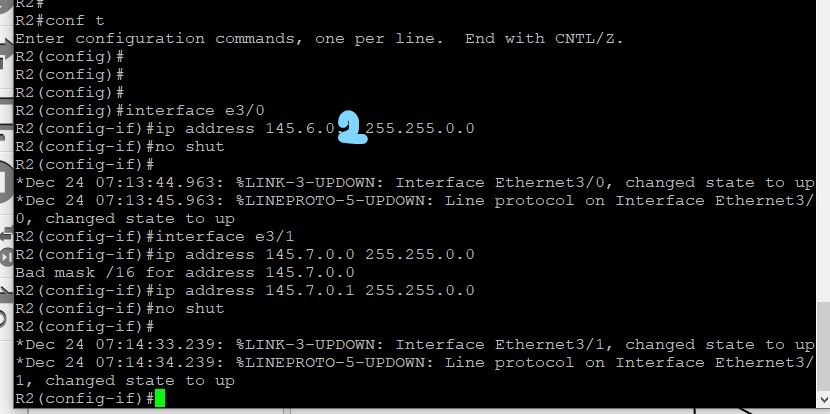 R2#
R2#conf t
Enter configuration commands, one per line.  End with CNTL/Z.
R2(config)#
R2(config)#
R2(config)#
R2(config)#interface e3/0
R2(config-if)#ip address 145.6.0.2 255.255.0.0
R2(config-if)#no shut
R2(config-if)#
*Dec 24 07:13:44.963: %LINK-3-UPDOWN: Interface Ethernet3/0, changed state to up
*Dec 24 07:13:45.963: %LINEPROTO-5-UPDOWN: Line protocol on Interface Ethernet3/
0, changed state to up
R2(config-if)#interface e3/1
R2(config-if)#ip address 145.7.0.0 255.255.0.0
Bad mask /16 for address 145.7.0.0
R2(config-if)#ip address 145.7.0.1 255.255.0.0
R2(config-if)#no shut
R2(config-if)#
*Dec 24 07:14:33.239: %LINK-3-UPDOWN: Interface Ethernet3/1, changed state to up
*Dec 24 07:14:34.239: %LINEPROTO-5-UPDOWN: Line protocol on Interface Ethernet3/
1, changed state to up
R2(config-if)#